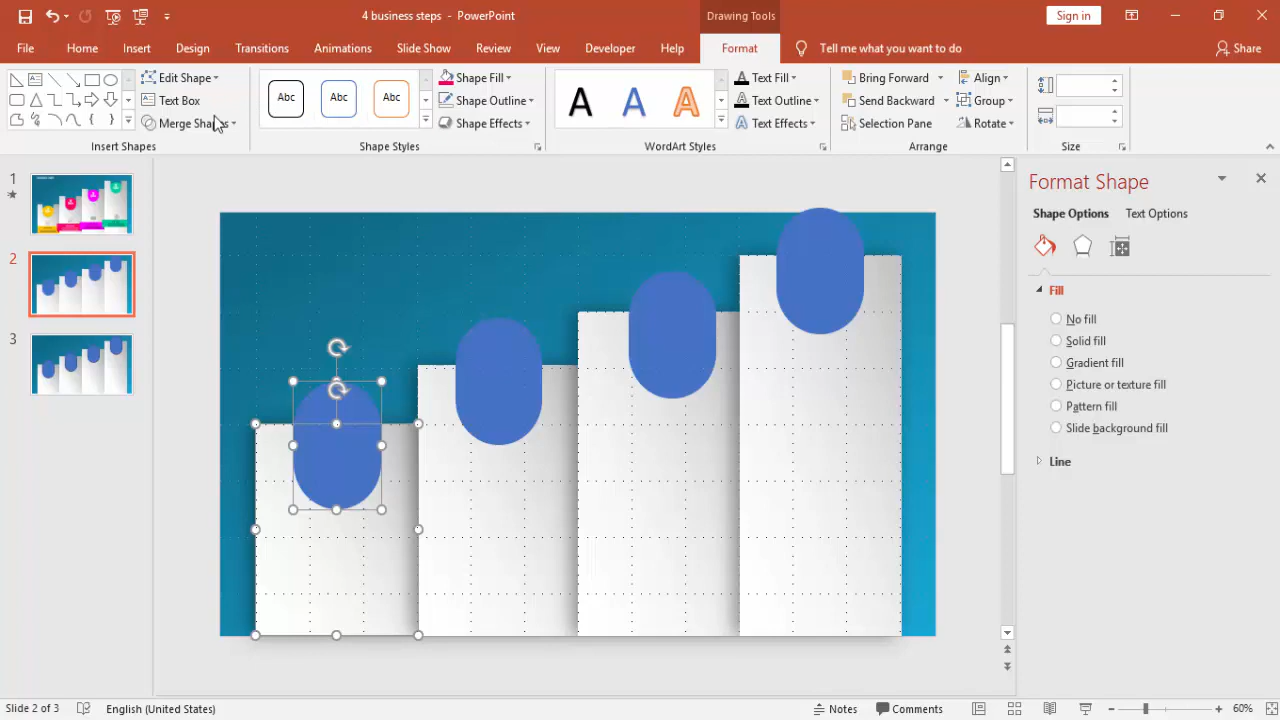 4 business steps - PowerPoint
Drawing Tools
Sign in
File Home Insert Design Transitions Animations Slide Show Review View Developer Help Format Tell me what you want to do Share
Edit Shape
Text Box
Merge Shapes
Insert Shapes
Abc Abc Abc
Shape Fill
Shape Outline
Shape Effects
Shape Styles
A A A
Text Fill
Text Outline
Text Effects
WordArt Styles
Bring Forward
Send Backward
Selection Pane
Align
Group
Rotate
Arrange
Size
1
2
3
Format Shape
Shape Options Text Options
Fill
No fill
Solid fill
Gradient fill
Picture or texture fill
Pattern fill
Slide background fill
Line
Slide 2 of 3 English (United States) Notes Comments 60%